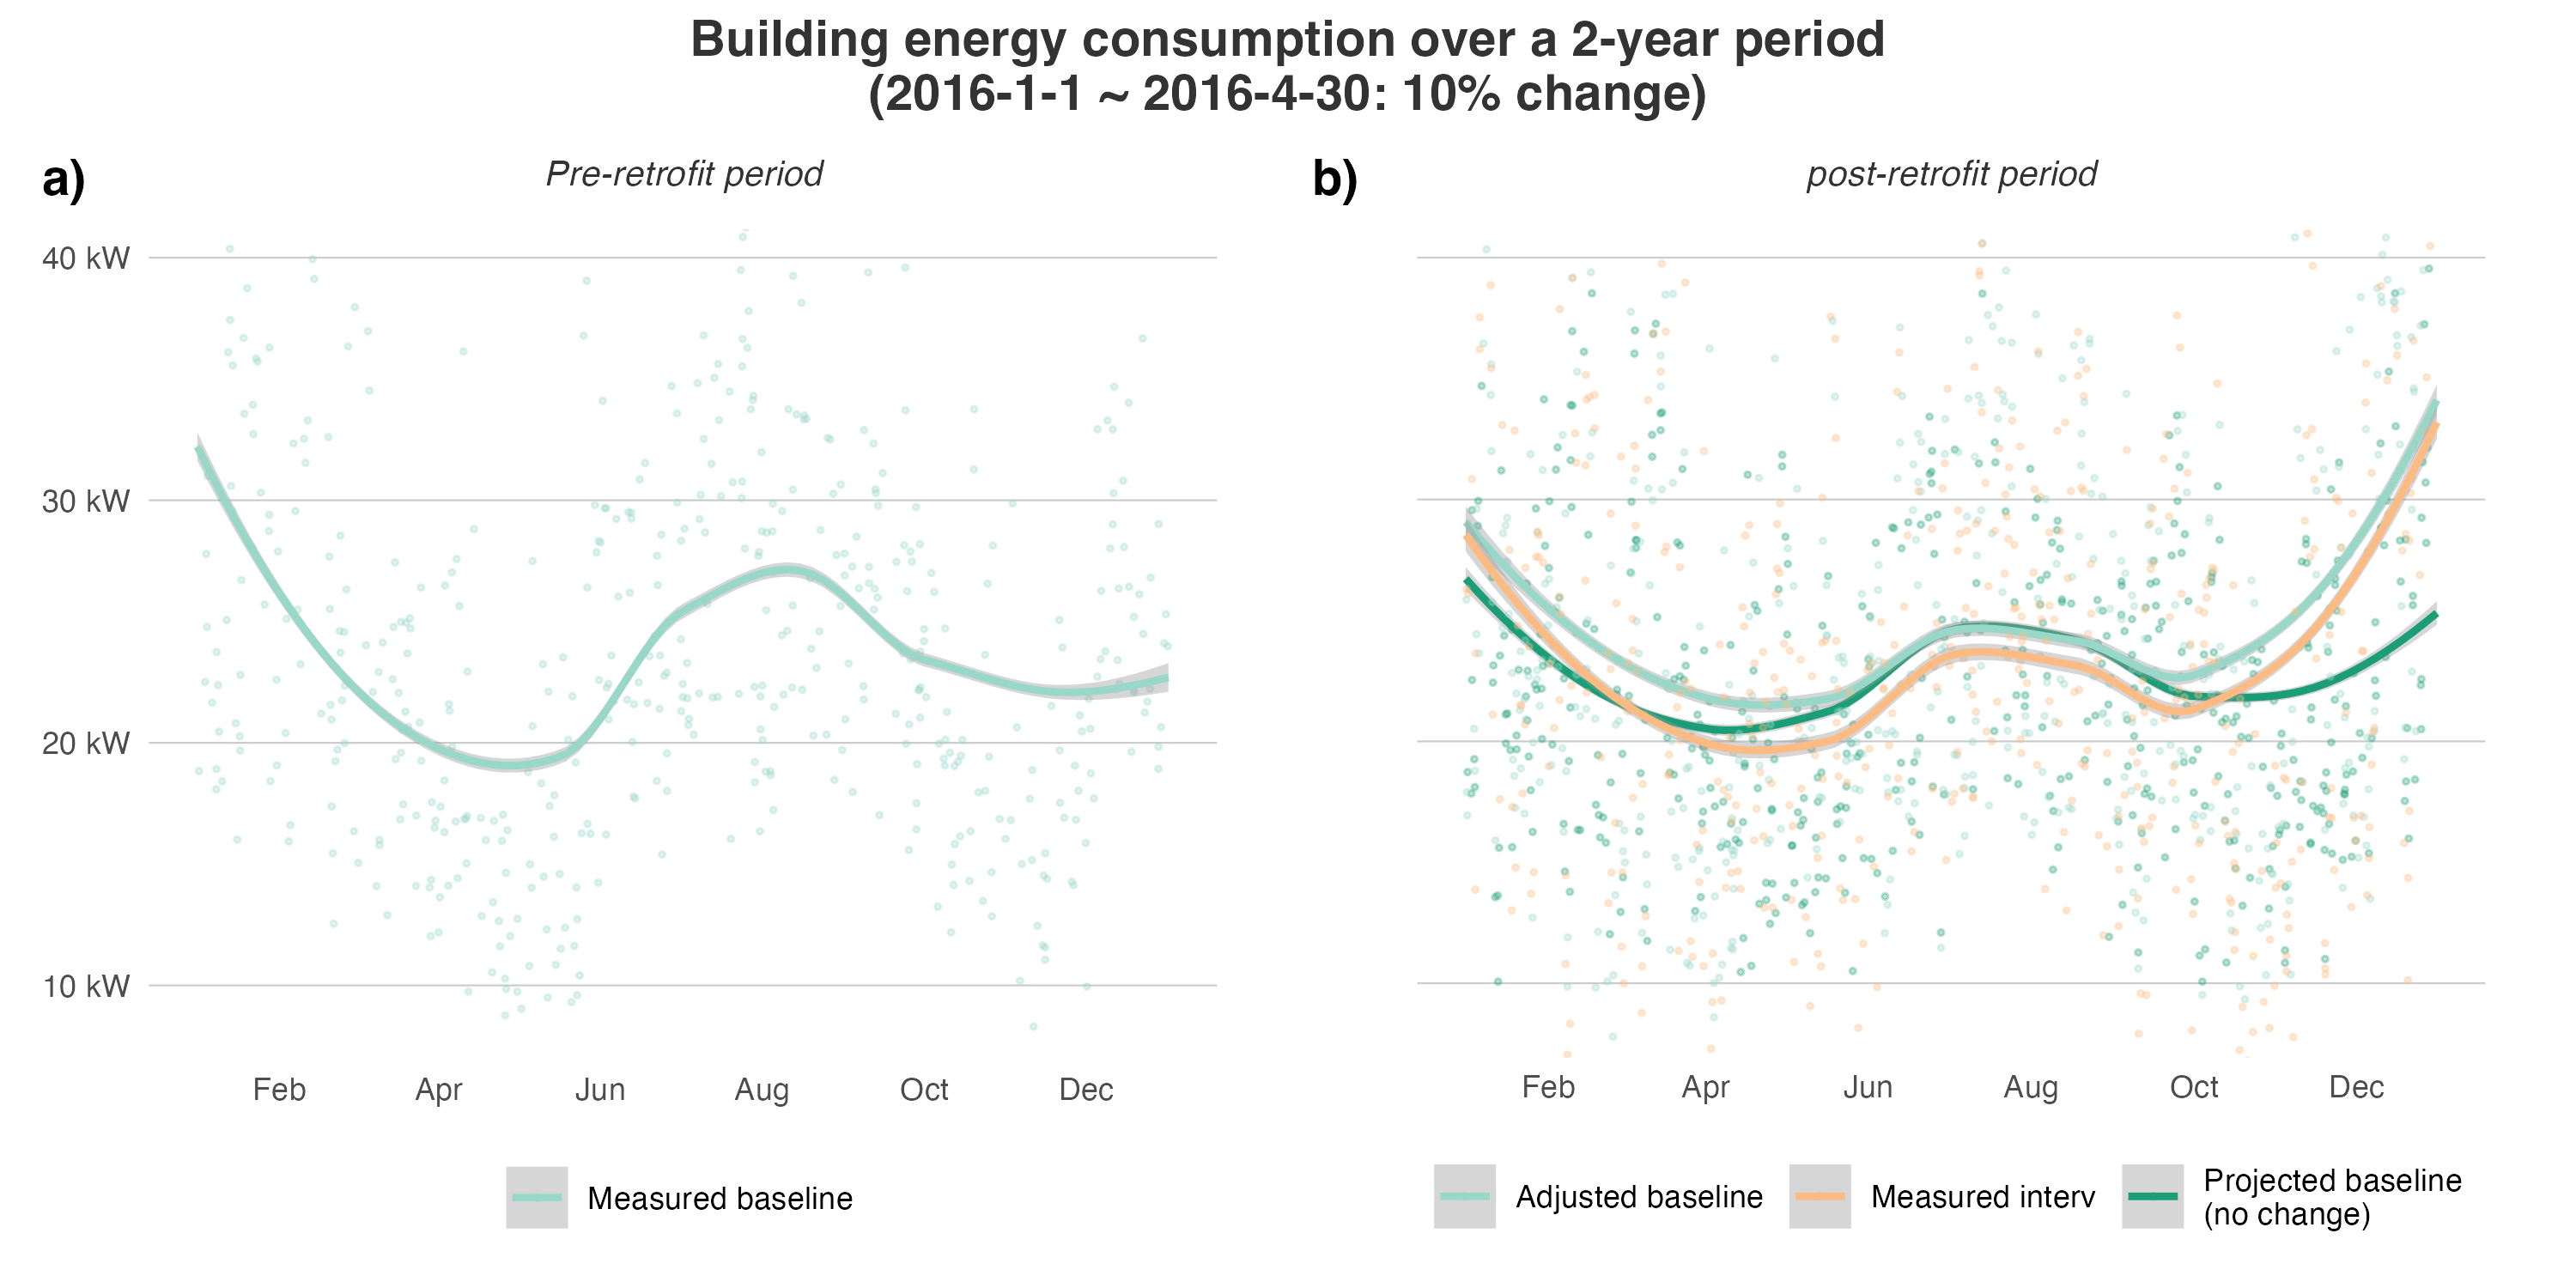 Building energy consumption over a 2-year period
(2016-1-1 ~ 2016-4-30: 10% change)
a)
Pre-retrofit period
b)
post-retrofit period
40 kW
30 kW
20 kW
10 kW
Feb Apr Jun Aug Oct Dec
Feb Apr Jun Aug Oct Dec
Measured baseline
Adjusted baseline
Measured interv
Projected baseline
(no change)